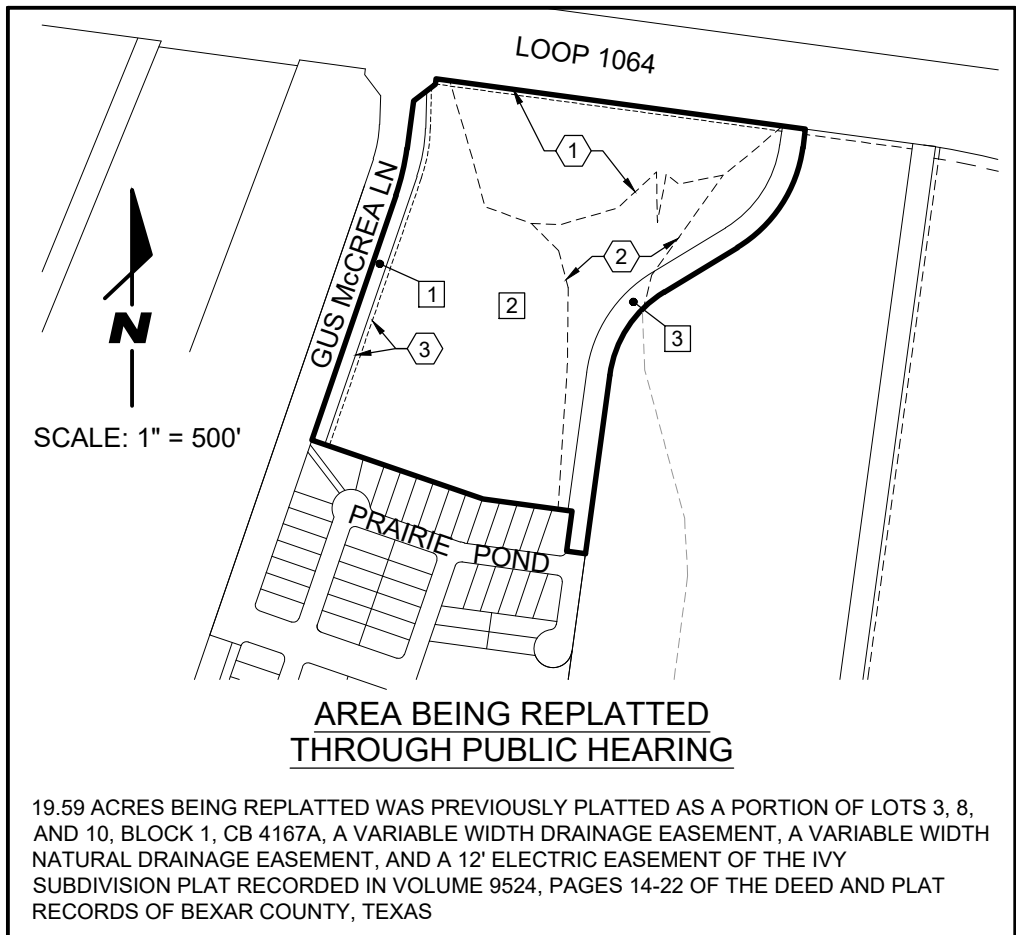 LOOP 1064
1
GUS McCREA LN
2
1
2
3
3
N
SCALE: 1" = 500'
PRAIRIE POND
AREA BEING REPLATTED
THROUGH PUBLIC HEARING
19.59 ACRES BEING REPLATTED WAS PREVIOUSLY PLATTED AS A PORTION OF LOTS 3, 8,
AND 10, BLOCK 1, CB 4167A, A VARIABLE WIDTH DRAINAGE EASEMENT, A VARIABLE WIDTH
NATURAL DRAINAGE EASEMENT, AND A 12' ELECTRIC EASEMENT OF THE IVY
SUBDIVISION PLAT RECORDED IN VOLUME 9524, PAGES 14-22 OF THE DEED AND PLAT
RECORDS OF BEXAR COUNTY, TEXAS